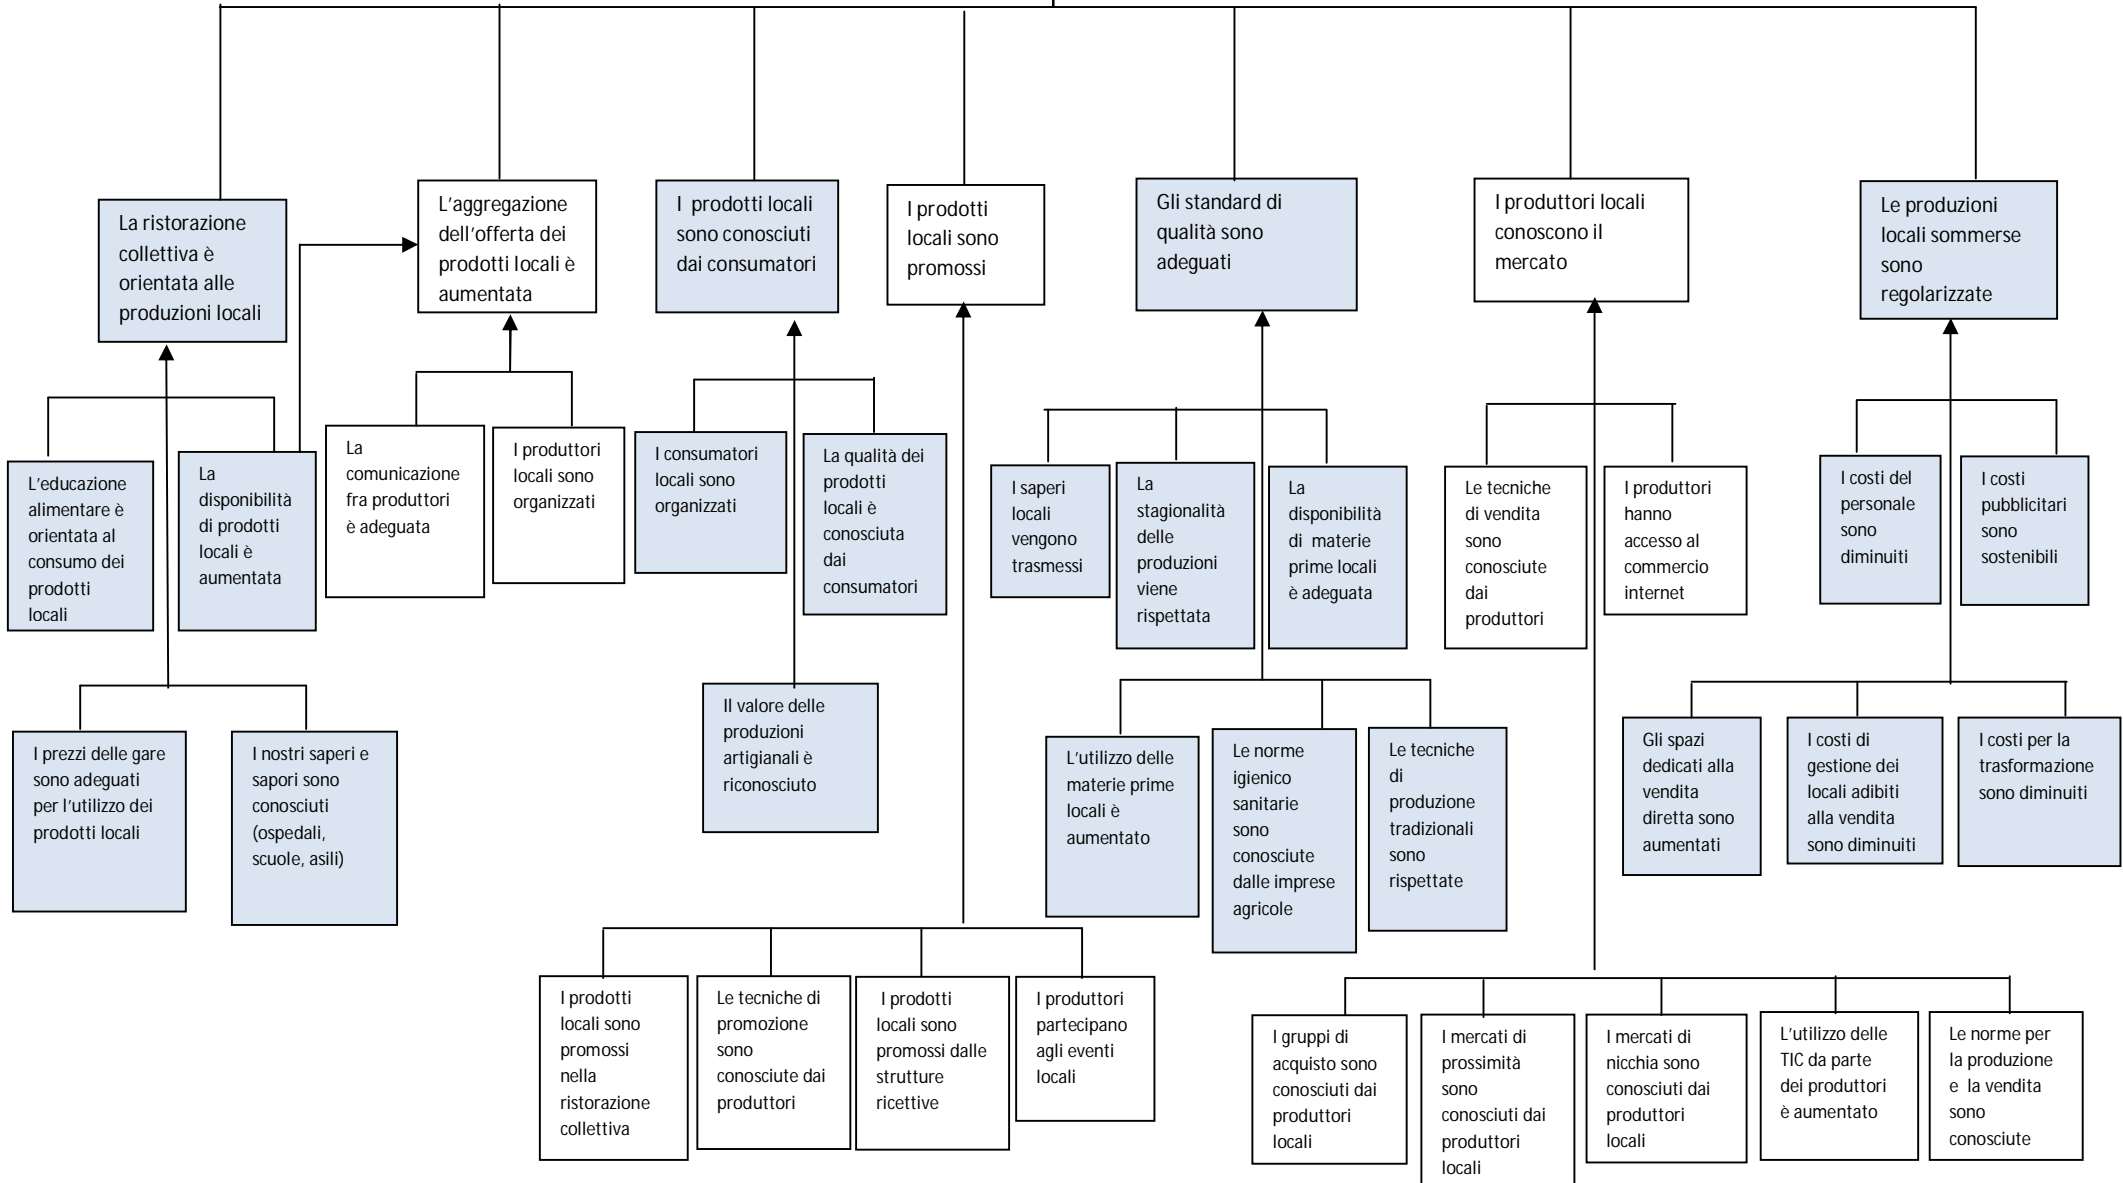 La ristorazione
collettiva è
orientata alle
produzioni locali
L'aggregazione
dell'offerta dei
prodotti locali è
aumentata
I prodotti locali
sono conosciuti
dai consumatori
I prodotti
locali sono
promossi
Gli standard di
qualità sono
adeguati
I produttori locali
conoscono il
mercato
Le produzioni
locali sommerse
sono
regolarizzate
L'educazione
alimentare è
orientata al
consumo dei
prodotti
locali
La
disponibilità
di prodotti
locali è
aumentata
La
comunicazione
fra produttori
è adeguata
I produttori
locali sono
organizzati
I consumatori
locali sono
organizzati
La qualità dei
prodotti
locali è
conosciuta
dai
consumatori
I saperi
locali
vengono
trasmessi
La
stagionalità
delle
produzioni
viene
rispettata
La
disponibilità
di materie
prime locali
è adeguata
Le tecniche
di vendita
sono
conosciute
dai
produttori
I produttori
hanno
accesso al
commercio
internet
I costi del
personale
sono
diminuiti
I costi
pubblicitari
sono
sostenibili
I prezzi delle gare
sono adeguati
per l'utilizzo dei
prodotti locali
I nostri saperi e
sapori sono
conosciuti
(ospedali,
scuole, asili)
Il valore delle
produzioni
artigianali è
riconosciuto
L'utilizzo delle
materie prime
locali è
aumentato
Le norme
igienico
sanitarie
sono
conosciute
dalle imprese
agricole
Le tecniche
di
produzione
tradizionali
sono
rispettate
Gli spazi
dedicati alla
vendita
diretta sono
aumentati
I costi di
gestione dei
locali adibiti
alla vendita
sono diminuiti
I costi per la
trasformazione
sono diminuiti
I prodotti
locali sono
promossi
nella
ristorazione
collettiva
Le tecniche di
promozione
sono
conosciute dai
produttori
I prodotti
locali sono
promossi dalle
strutture
ricettive
I produttori
partecipano
agli eventi
locali
I gruppi di
acquisto sono
conosciuti dai
produttori
locali
I mercati di
prossimità
sono
conosciuti dai
produttori
locali
I mercati di
nicchia sono
conosciuti dai
produttori
locali
L'utilizzo delle
TIC da parte
dei produttori
è aumentato
Le norme per
la produzione
e la vendita
sono
conosciute